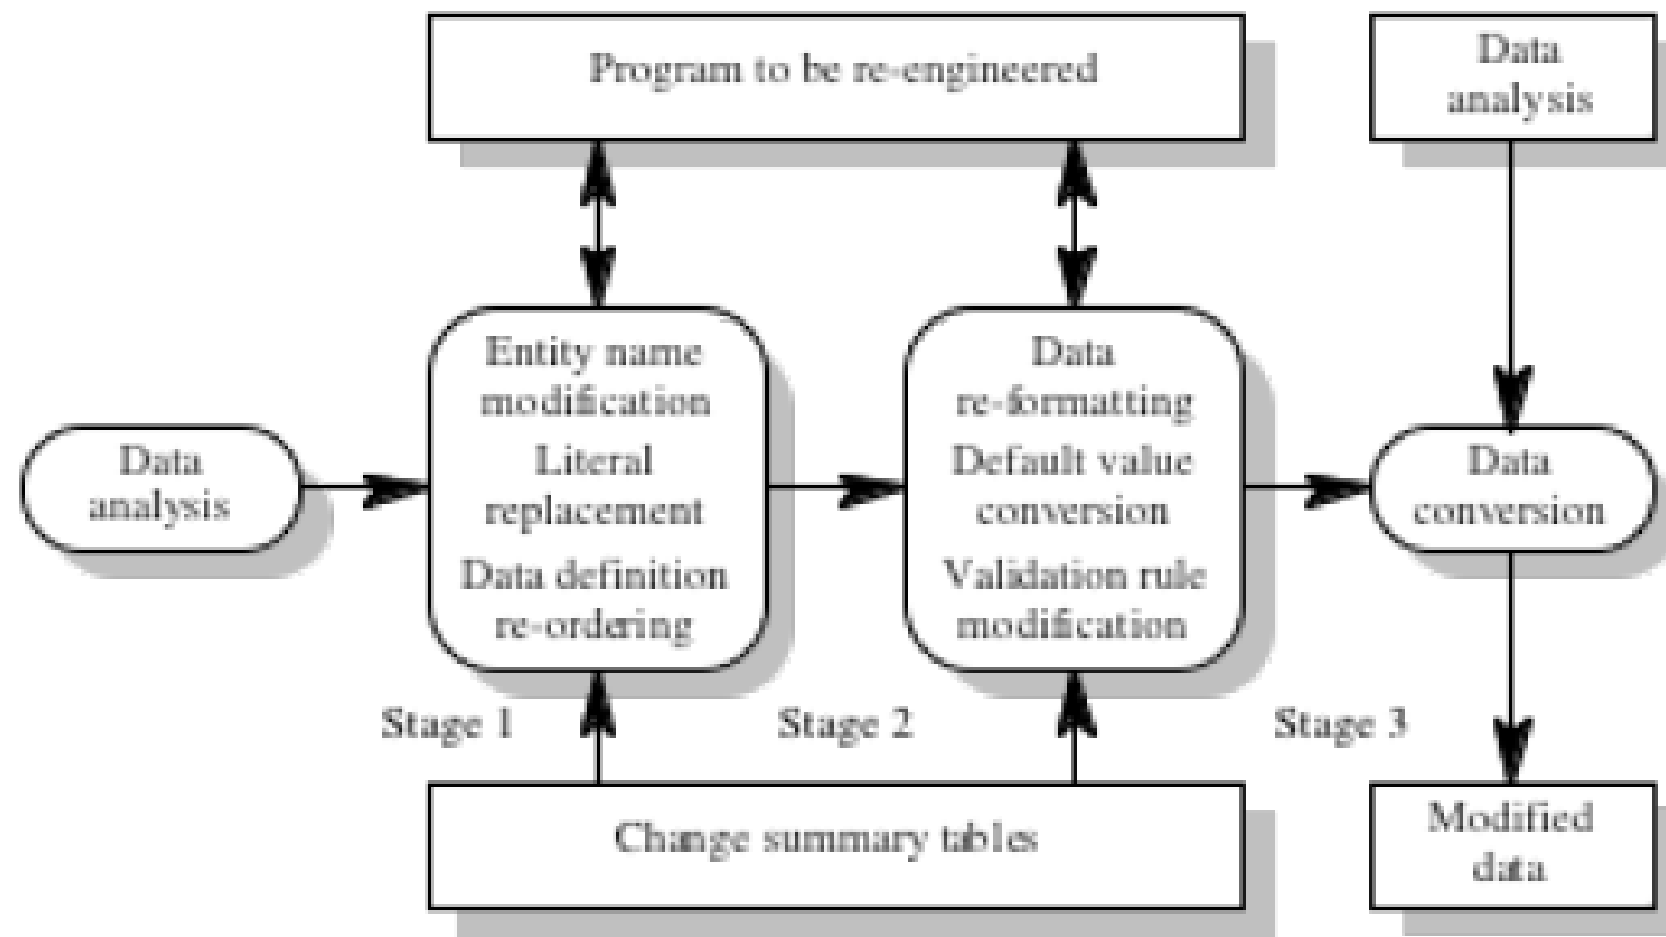 Program to be re-engineered
Data
analysis
Entity name
modification
Literal
replacement
Data definition
re-ordering
Data
re-formatting
Default value
conversion
Validation rule
modification
Data
analysis
Data
conversion
Stage 1
Stage 2
Stage 3
Change summary tables
Modified
data